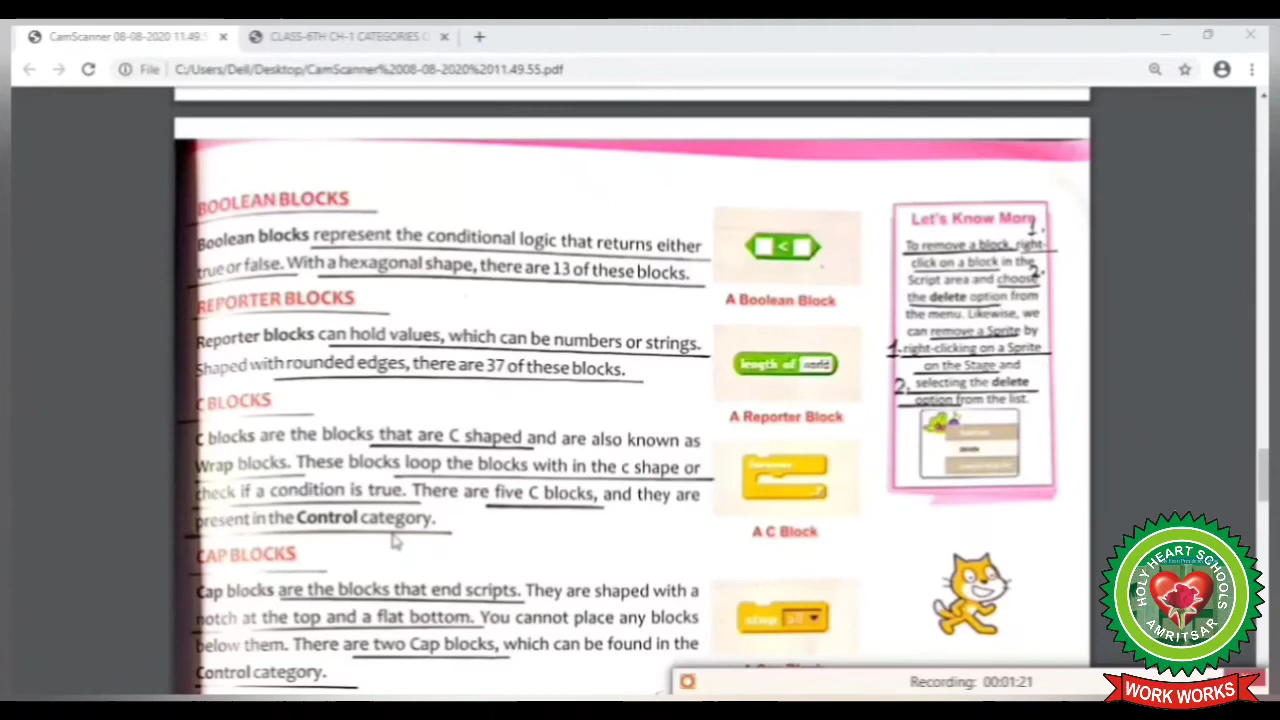 CamScanner 08-08-2020 11.49.5
CLASS-6TH CH-1 CATEGORIES
File
C:/Users/Dell/Desktop/CamScanner%2008-08-2020%2011.49.55.pdf
BOOLEAN BLOCKS
Boolean blocks represent the conditional logic that returns either
true or false. With a hexagonal shape, there are 13 of these blocks.
REPORTER BLOCKS
Reporter blocks can hold values, which can be numbers or strings.
Shaped with rounded edges, there are 37 of these blocks.
C BLOCKS
C blocks are the blocks that are C shaped and are also known as
Wrap blocks. These blocks loop the blocks with in the c shape or
check if a condition is true. There are five C blocks, and they are
present in the Control category.
CAP BLOCKS
Cap blocks are the blocks that end scripts. They are shaped with a
notch at the top and a flat bottom. You cannot place any blocks
below them. There are two Cap blocks, which can be found in the
Control category.
<
A Boolean Block
length of world
A Reporter Block
A C Block
stop all
Let's Know More
1.
To remove a block, right-
click on a block in the
2.
Script area and choose
the delete option from
the menu. Likewise, we
can remove a Sprite by
1. right-clicking on a Sprite
on the Stage and
2. selecting the delete
option from the list.
delete
Recording: 00:01:21
HOLY HEART SCHOOLS
AMRITSAR
WORK WORKS